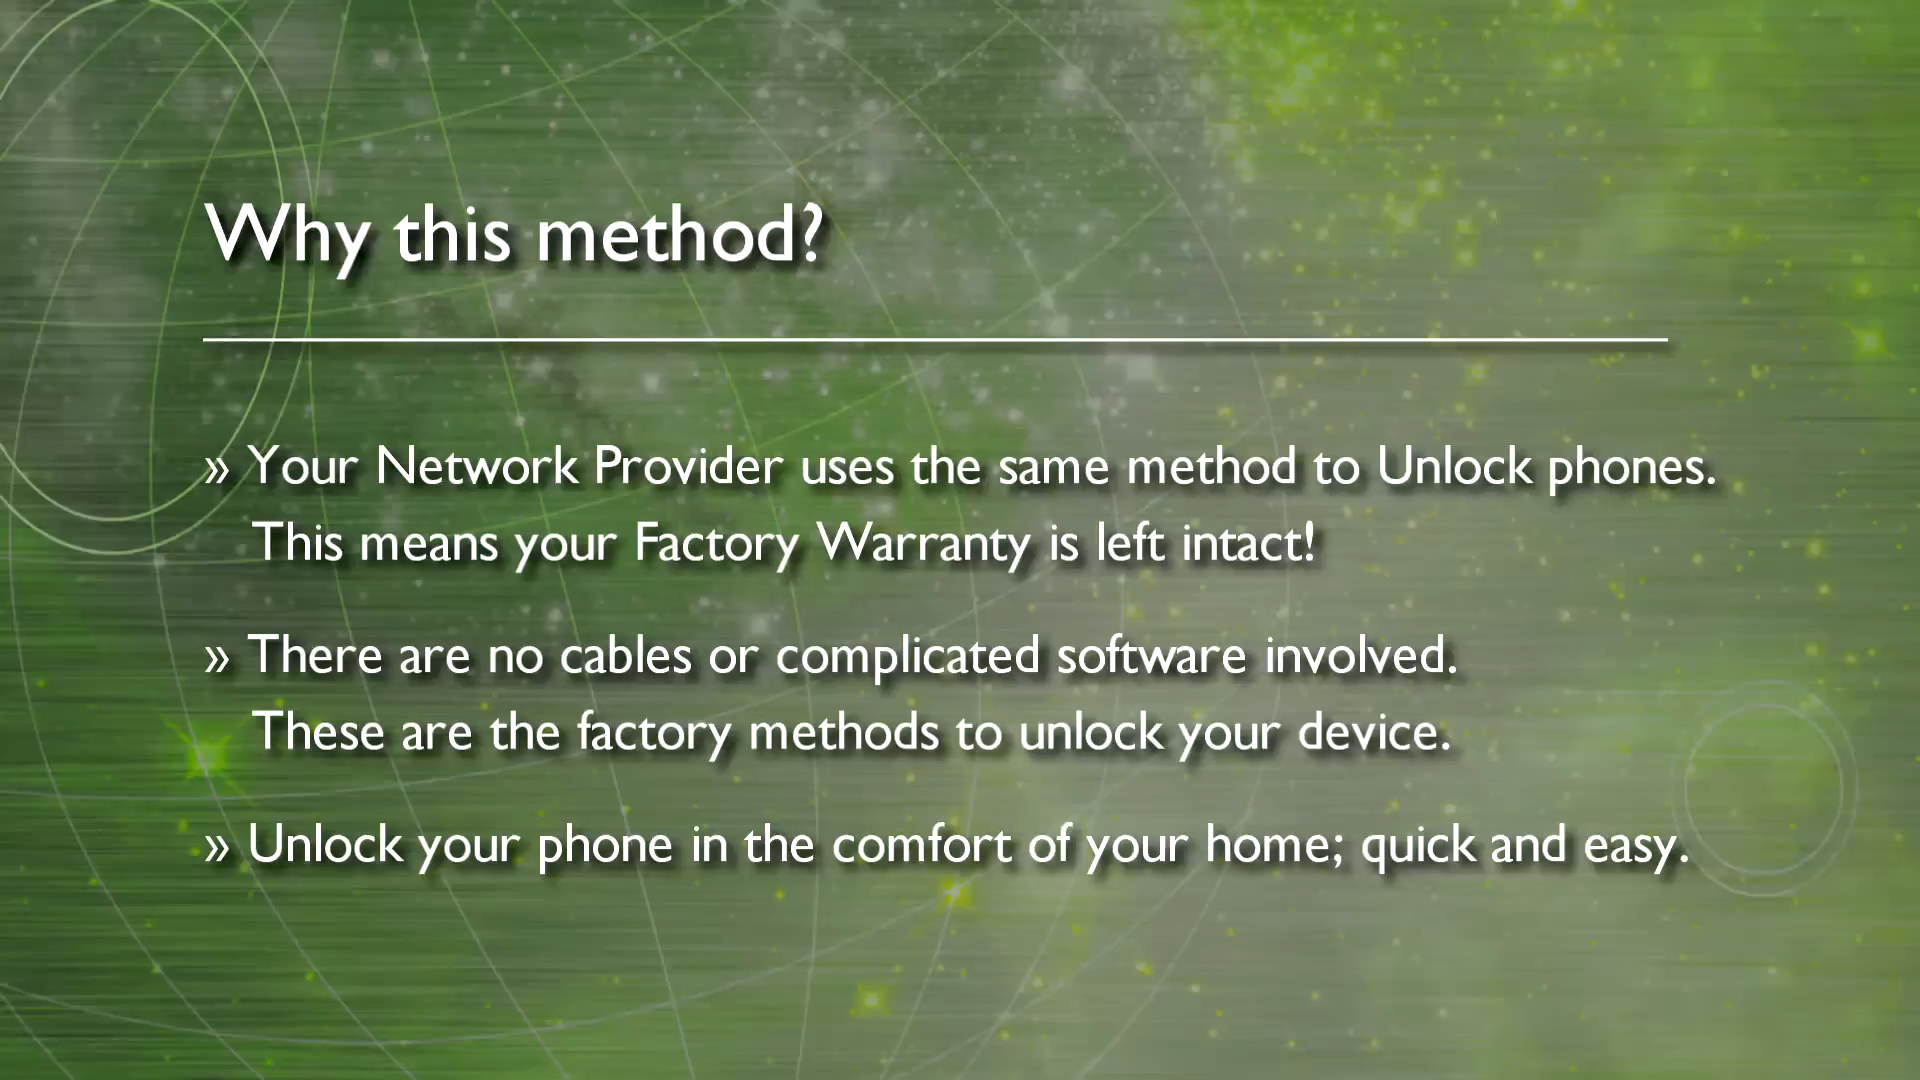 Why this method?
» Your Network Provider uses the same method to Unlock phones.
This means your Factory Warranty is left intact!
» There are no cables or complicated software involved.
These are the factory methods to unlock your device.
» Unlock your phone in the comfort of your home; quick and easy.